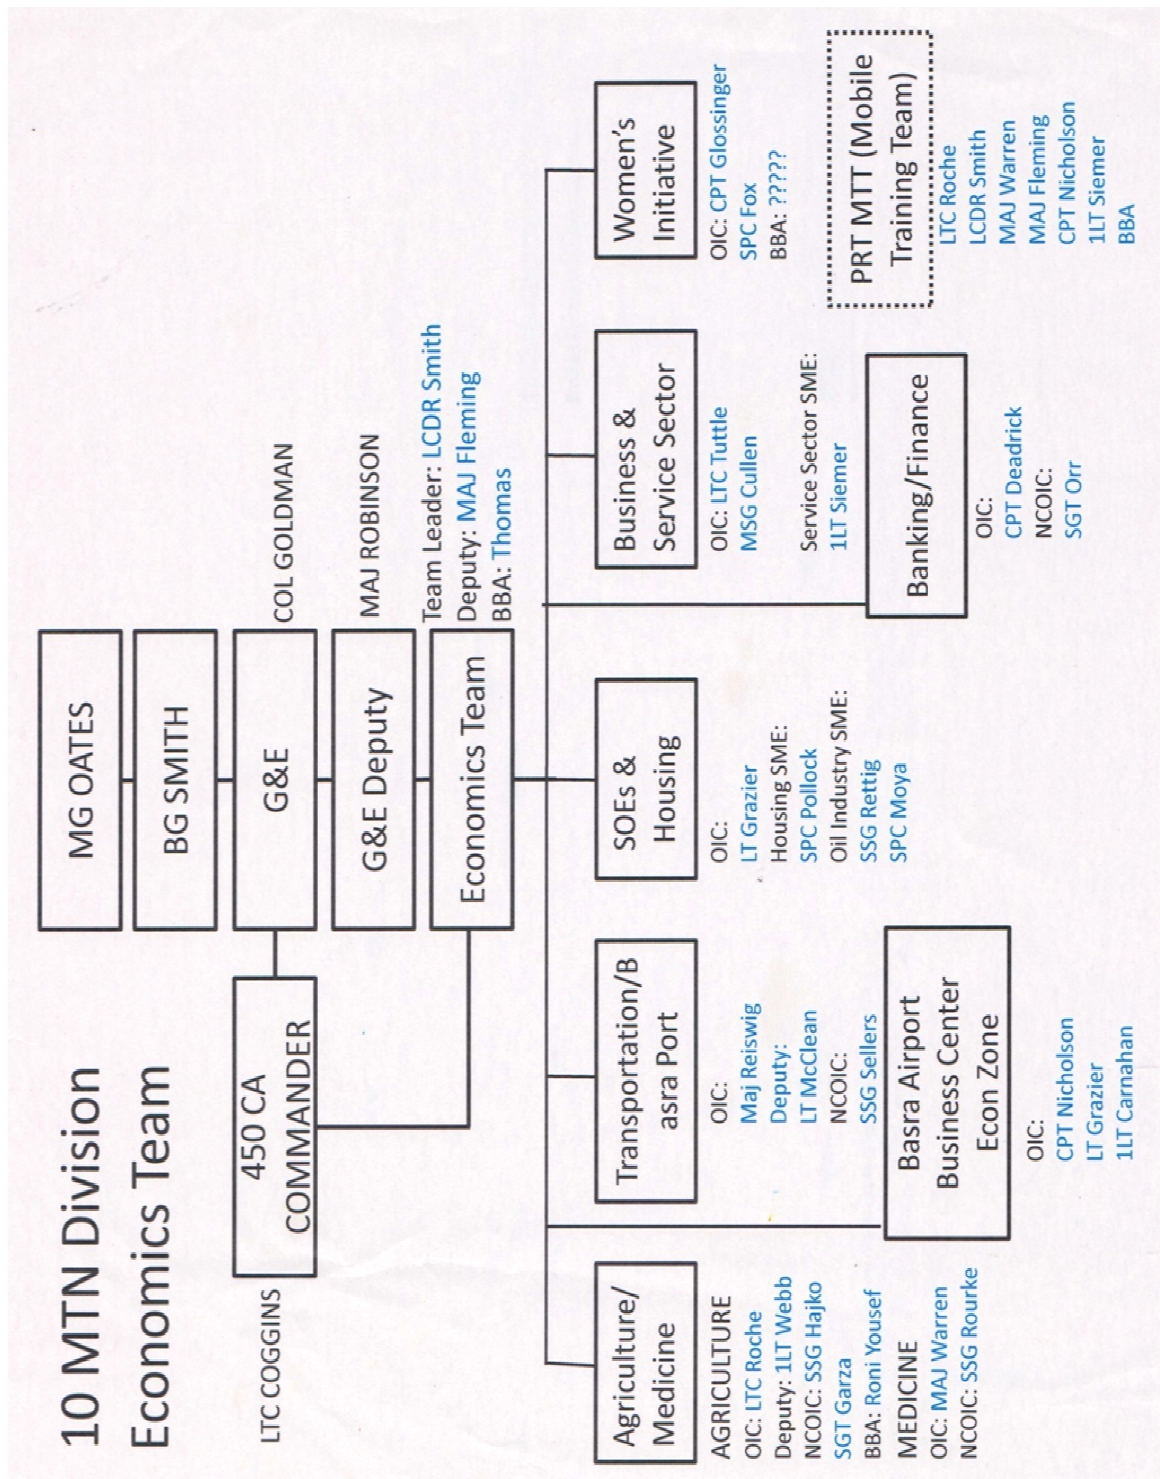 10 MTN Division
Economics Team
MG OATES
BG SMITH
LTC COGGINS
450 CA
COMMANDER
G&E
COL GOLDMAN
G&E Deputy
MAJ ROBINSON
Economics Team
Team Leader: LCDR Smith
Deputy: MAJ Fleming
BBA: Thomas
Agriculture/
Medicine
AGRICULTURE
OIC: LTC Roche
Deputy: 1LT Webb
NCOIC: SSG Hajko
SGT Garza
BBA: Roni Yousef
MEDICINE
OIC: MAJ Warren
NCOIC: SSG Rourke
Transportation/B
asra Port
OIC:
Maj Reiswig
Deputy:
LT McClean
NCOIC:
SSG Sellers
Basra Airport
Business Center
Econ Zone
OIC:
CPT Nicholson
LT Grazier
1LT Carnahan
SOEs &
Housing
OIC:
LT Grazier
Housing SME:
SPC Pollock
Oil Industry SME:
SSG Rettig
SPC Moya
Business &
Service Sector
OIC: LTC Tuttle
MSG Cullen
Service Sector SME:
1LT Siemer
Banking/Finance
OIC:
CPT Deadrick
NCOIC:
SGT Orr
Women's
Initiative
OIC: CPT Glossinger
SPC Fox
BBA: ?????
PRT MTT (Mobile
Training Team)
LTC Roche
LCDR Smith
MAJ Warren
MAJ Fleming
CPT Nicholson
1LT Siemer
BBA